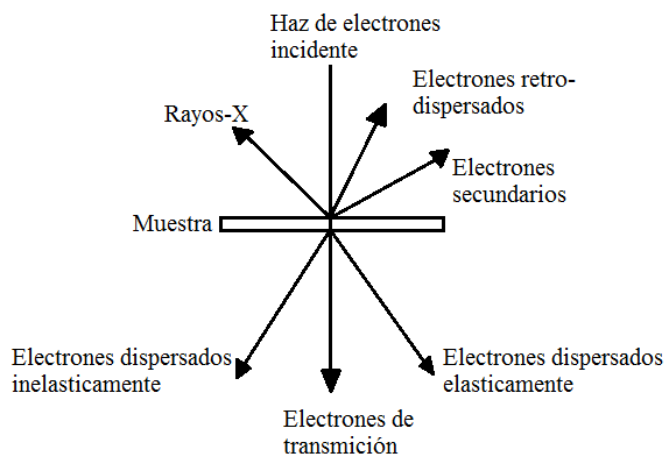 Haz de electrones
incidente
Electrones retro-
dispersados
Rayos-X
Electrones
secundarios
Muestra
Electrones dispersados
inelasticamente
Electrones dispersados
elasticamente
Electrones de
transmición